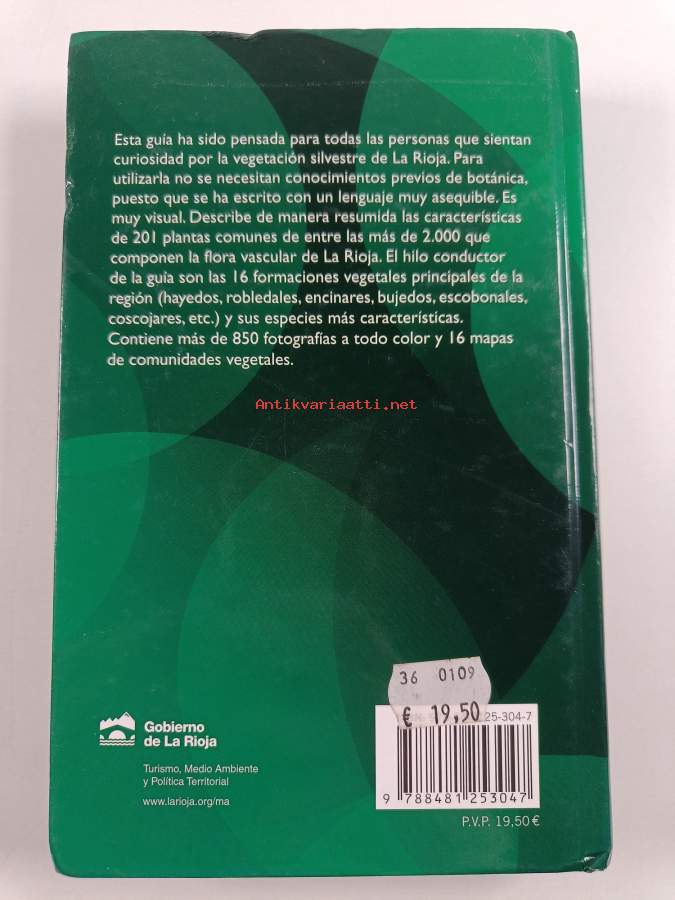 Esta guía ha sido pensada para todas las personas que sientan
curiosidad por la vegetación silvestre de La Rioja. Para
utilizarla no se necesitan conocimientos previos de botánica,
puesto que se ha escrito con un lenguaje muy asequible. Es
muy visual. Describe de manera resumida las características
de 201 plantas comunes de entre las más de 2.000 que
componen la flora vascular de La Rioja. El hilo conductor
de la guía son las 16 formaciones vegetales principales de la
región (hayedos, robledales, encinares, bujedos, escobonales,
coscojares, etc.) y sus especies más características.
Contiene más de 850 fotografías a todo color y 16 mapas
de comunidades vegetales.
Antikvariaatti.net
36 0109
€ 19,50
25-304-7
Gobierno
de La Rioja
Turismo, Medio Ambiente
y Política Territorial
www.larioja.org/ma
9 788481 253047
P.V.P. 19,50 €